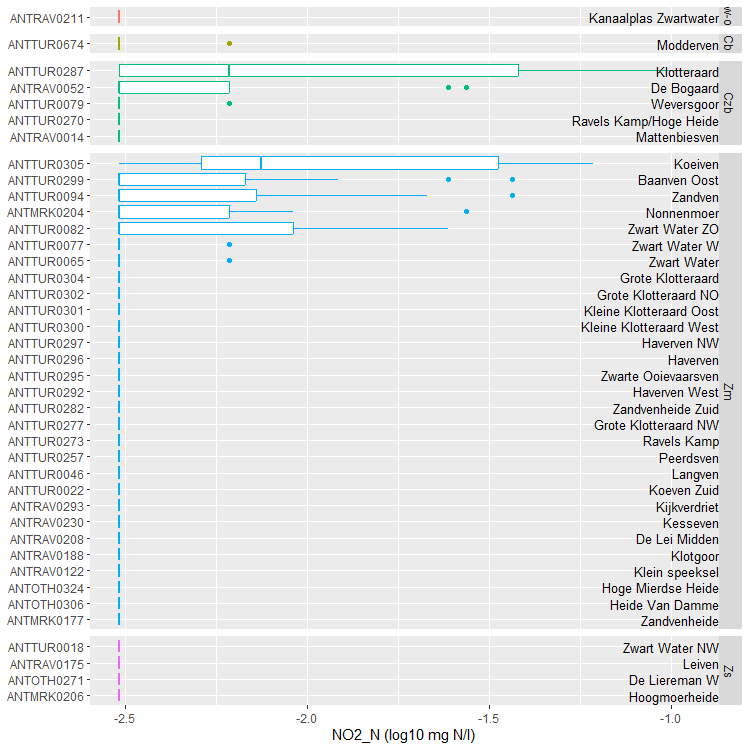 ANTRAV0211 Kanaalplas Zwartwater
ANTTUR0674 Modderven Cb
ANTTUR0287 Klotteraard
ANTRAV0052 De Bogaard
ANTTUR0079 Weversgoor
ANTTUR0270 Ravels Kamp/Hoge Heide
ANTRAV0014 Mattenbiesven
Czb
ANTTUR0305 Koeiven
ANTTUR0299 Baanven Oost
ANTTUR0094 Zandven
ANTMRK0204 Nonnenmoer
ANTTUR0082 Zwart Water ZO
ANTTUR0077 Zwart Water W
ANTTUR0065 Zwart Water
ANTTUR0304 Grote Klotteraard
ANTTUR0302 Grote Klotteraard NO
ANTTUR0301 Kleine Klotteraard Oost
ANTTUR0300 Kleine Klotteraard West
ANTTUR0297 Haverven NW
ANTTUR0296 Haverven
ANTTUR0295 Zwarte Ooievaarsven
ANTTUR0292 Haverven West
ANTTUR0282 Zandvenheide Zuid
ANTTUR0277 Grote Klotteraard NW
ANTTUR0273 Ravels Kamp
ANTTUR0257 Peerdsven
ANTTUR0046 Langven
ANTTUR0022 Koeven Zuid
ANTRAV0293 Kijkverdriet
ANTRAV0230 Kesseven
ANTRAV0208 De Lei Midden
ANTRAV0188 Klotgoor
ANTRAV0122 Klein speeksel
ANTOTH0324 Hoge Mierdse Heide
ANTOTH0306 Heide Van Damme
ANTMRK0177 Zandvenheide
Zm
ANTTUR0018 Zwart Water NW
ANTRAV0175 Leiven
ANTOTH0271 De Liereman W
ANTMRK0206 Hoogmoerheide
Zs
-2.5 -2.0 -1.5 -1.0
NO2_N (log10 mg N/l)